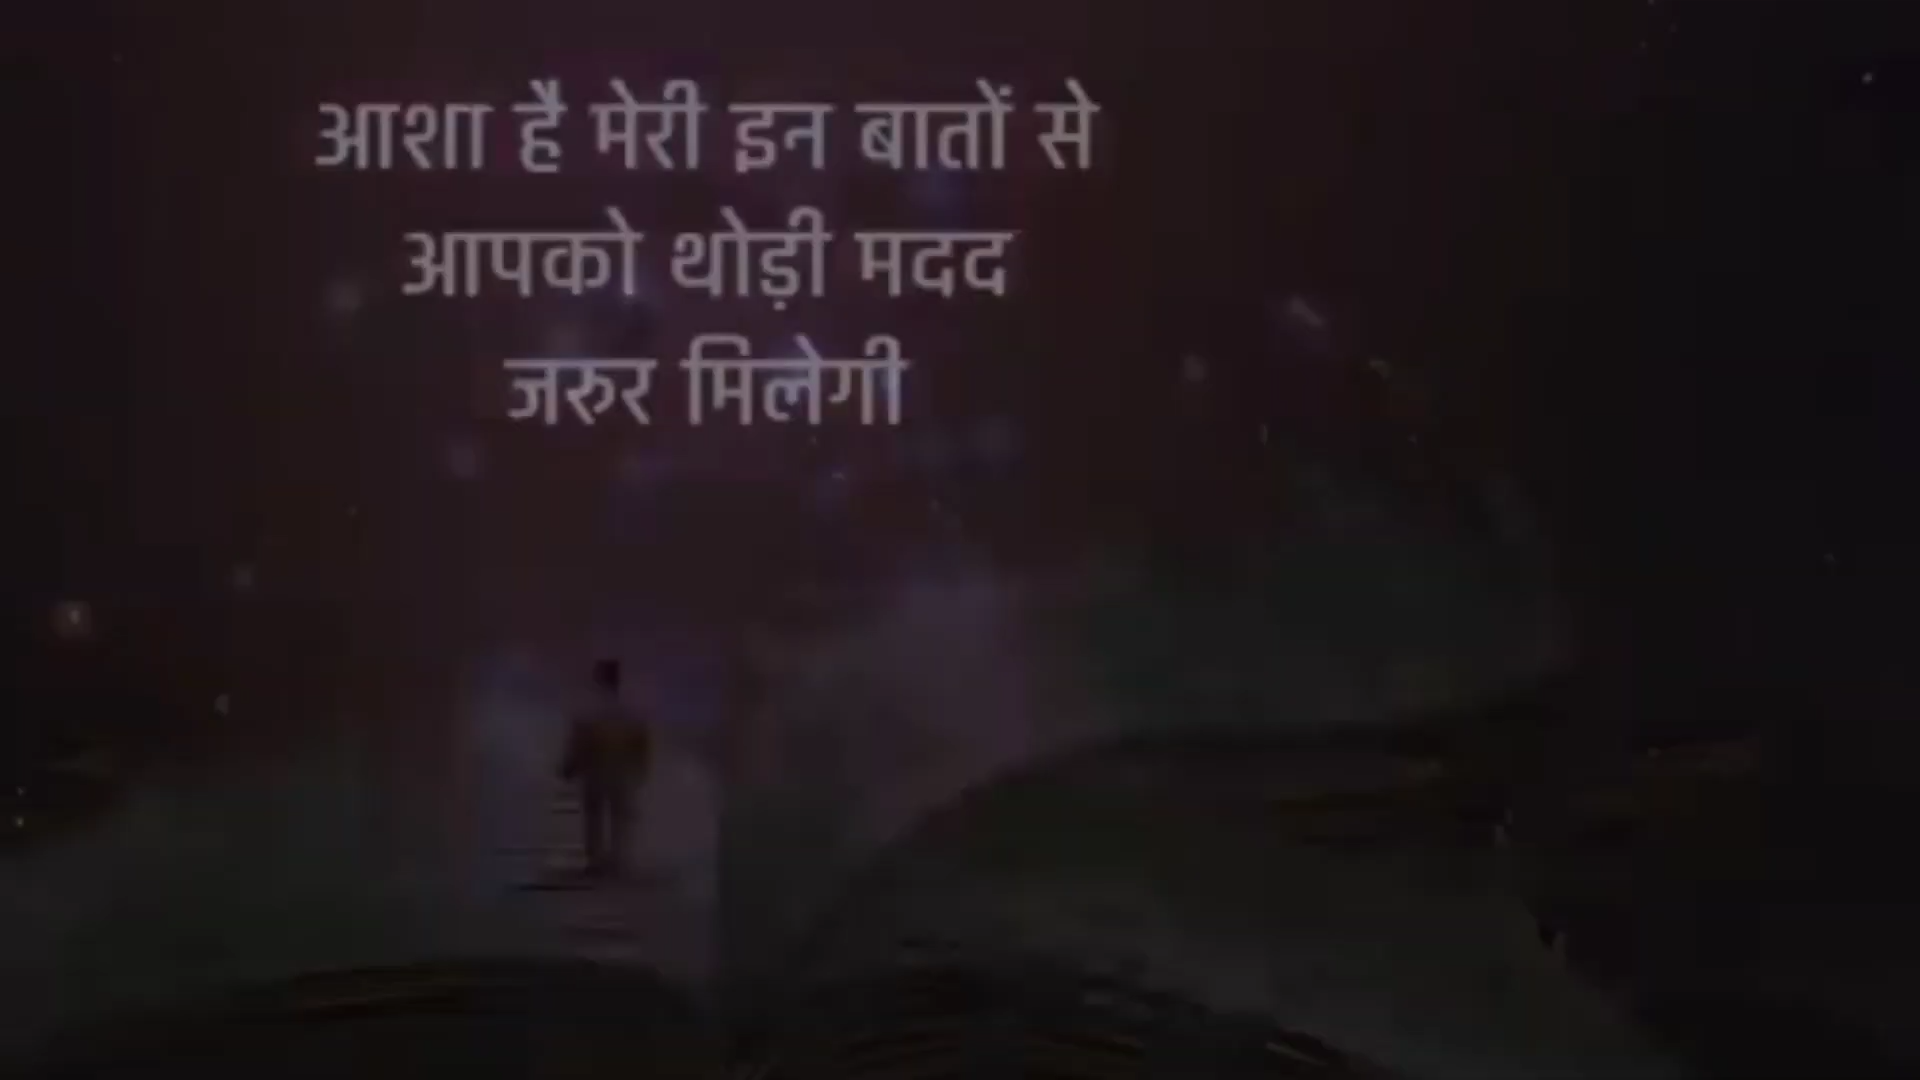 आशा है मेरी इन बातों से
आपको थोड़ी मदद
जरुर मिलेगी